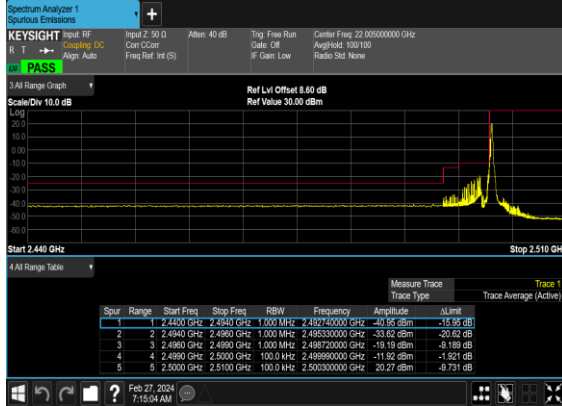 Spectrum Analyzer 1
Spurious Emissions
+
KEYSIGHT Input: RF Input Z: 50 Ω Atten: 40 dB Trig: Free Run Center Freq: 22.005000000 GHz
R T Coupling: DC Corr CCorr Gate: Off Avg|Hold: 100/100
Align: Auto Freq Ref: Int (S) IF Gain: Low Radio Std: None
PASS
3 All Range Graph
Ref Lvl Offset 8.60 dB
Scale/Div 10.0 dB Ref Value 30.00 dBm
Log
20.0
10.0
0.00
-10.0
-20.0
-30.0
-40.0
-50.0
-60.0
Start 2.440 GHz Stop 2.510 GH
4 All Range Table
Measure Trace Trace 1
Trace Type Trace Average (Active)
Spur Range Start Freq Stop Freq RBW Frequency Amplitude ΔLimit
1 1 2.4400 GHz 2.4940 GHz 1.000 MHz 2.492740000 GHz -40.95 dBm -15.95 dB
2 2 2.4940 GHz 2.4960 GHz 1.000 MHz 2.495330000 GHz -33.62 dBm -20.62 dB
3 3 2.4960 GHz 2.4990 GHz 1.000 MHz 2.498720000 GHz -19.19 dBm -9.189 dB
4 4 2.4990 GHz 2.5000 GHz 100.0 kHz 2.499990000 GHz -11.92 dBm -1.921 dB
5 5 2.5000 GHz 2.5100 GHz 100.0 kHz 2.500300000 GHz 20.27 dBm -9.731 dB
? Feb 27, 2024
7:15:04 AM